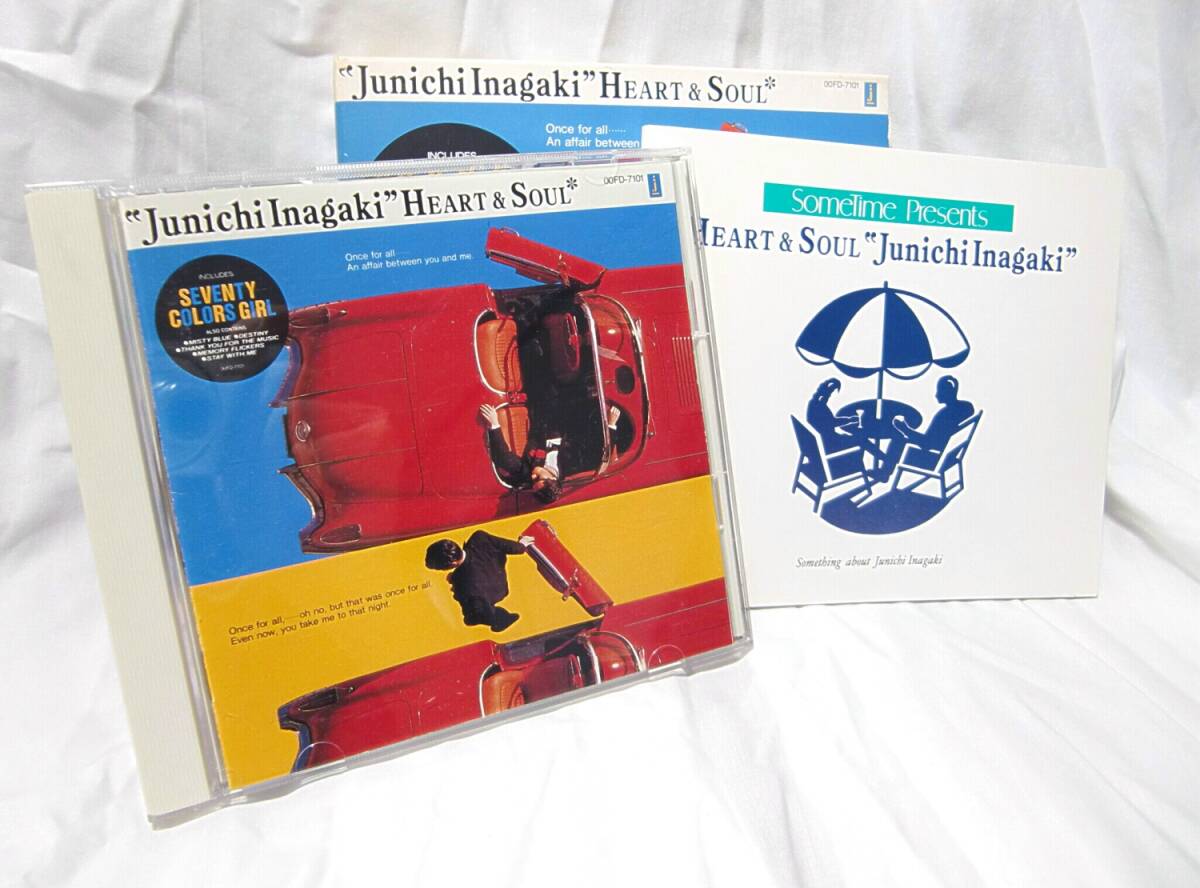 “Junichi Inagaki” HEART & SOUL*
00FD-7101
Once for all……
An affair between
INCLUDES
“Junichi Inagaki” HEART & SOUL*
00FD-7101
Once for all……
An affair between you and me.
INCLUDES
SEVENTY
COLORS GIRL
ALSO CONTAINS
●MISTY BLUE ●DESTINY
●THANK YOU FOR THE MUSIC
●MEMORY FLICKERS
●STAY WITH ME
00FD-7101
Once for all,——oh no, but that was once for all.
Even now, you take me to that night.
SomeTime Presents
HEART & SOUL “Junichi Inagaki”
Something about Junichi Inagaki